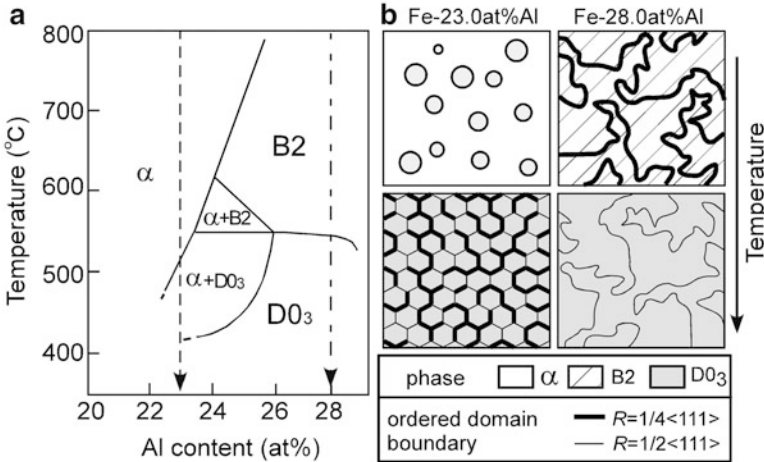 a
800
700
600
500
400
Temperature (°C)
α
B2
α+B2
α+D0₃
D0₃
20 22 24 26 28
Al content (at%)
b
Fe-23.0at%Al Fe-28.0at%Al
Temperature
phase α B2 D0₃
ordered domain boundary
R=1/4<111>
R=1/2<111>